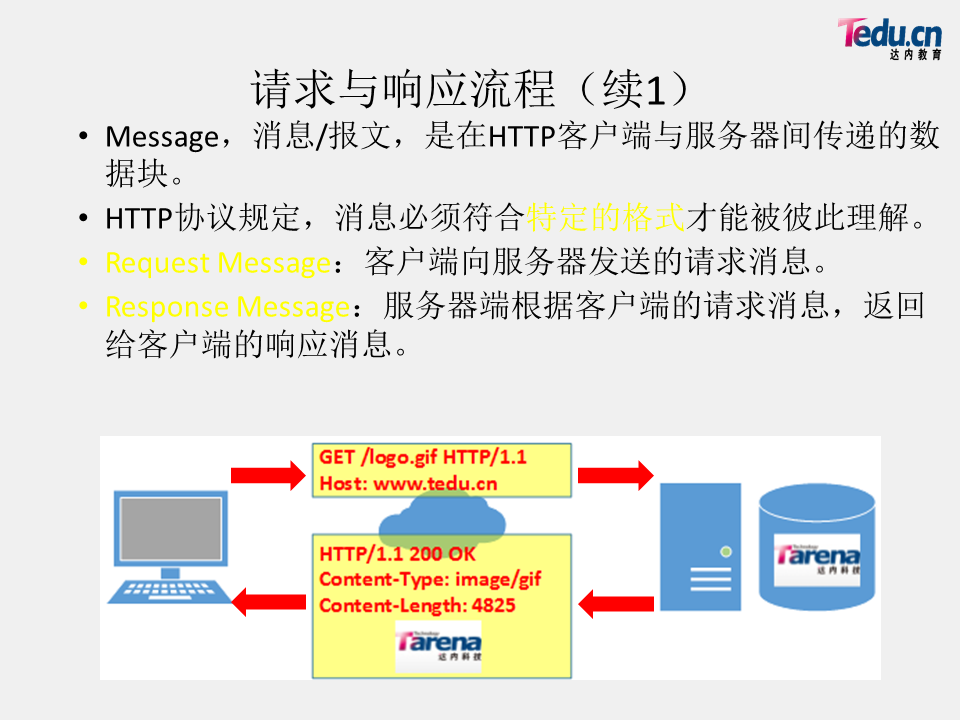 Tedu.cn
达内教育
请求与响应流程（续1）
• Message，消息/报文，是在HTTP客户端与服务器间传递的数
据块。
• HTTP协议规定，消息必须符合特定的格式才能被彼此理解。
• Request Message：客户端向服务器发送的请求消息。
• Response Message：服务器端根据客户端的请求消息，返回
给客户端的响应消息。
GET /logo.gif HTTP/1.1
Host: www.tedu.cn
HTTP/1.1 200 OK
Content-Type: image/gif
Content-Length: 4825
Technology
Tarena
达内科技
Technology
Tarena
达内科技